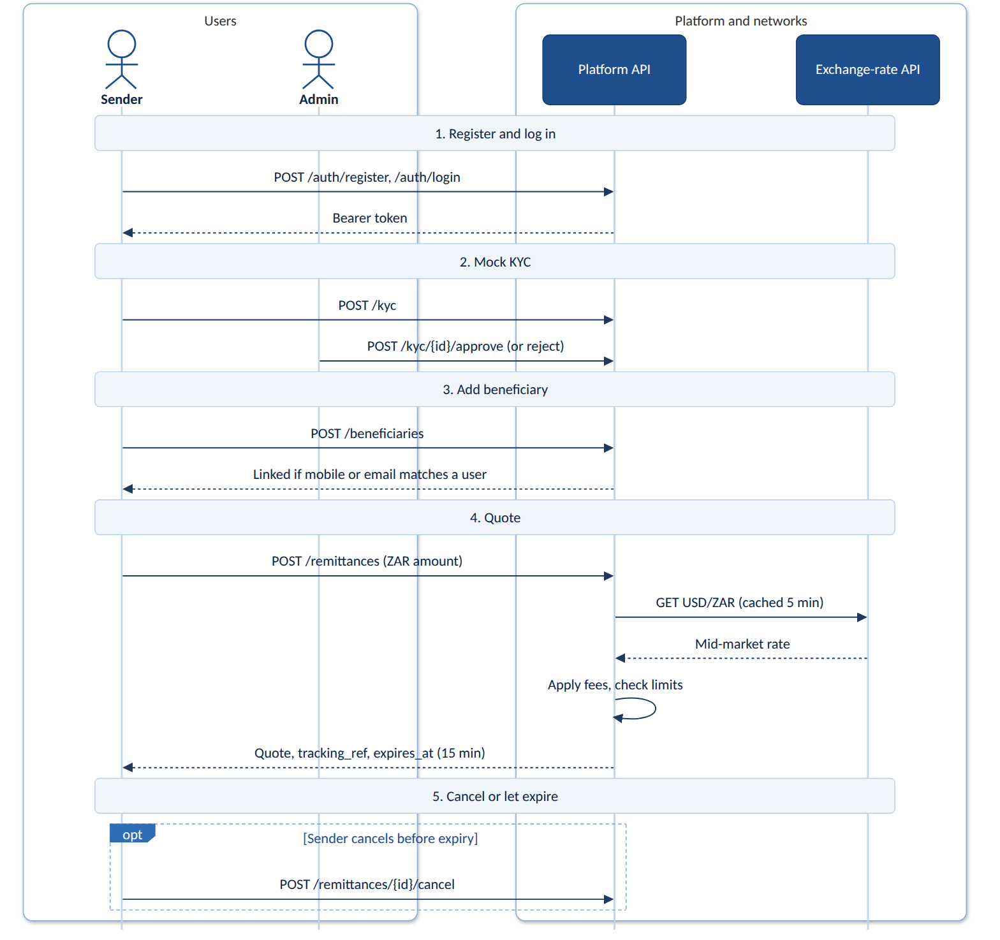 Users
Platform and networks
Sender
Admin
Platform API
Exchange-rate API
1. Register and log in
POST /auth/register, /auth/login
Bearer token
2. Mock KYC
POST /kyc
POST /kyc/{id}/approve (or reject)
3. Add beneficiary
POST /beneficiaries
Linked if mobile or email matches a user
4. Quote
POST /remittances (ZAR amount)
GET USD/ZAR (cached 5 min)
Mid-market rate
Apply fees, check limits
Quote, tracking_ref, expires_at (15 min)
5. Cancel or let expire
opt
[Sender cancels before expiry]
POST /remittances/{id}/cancel